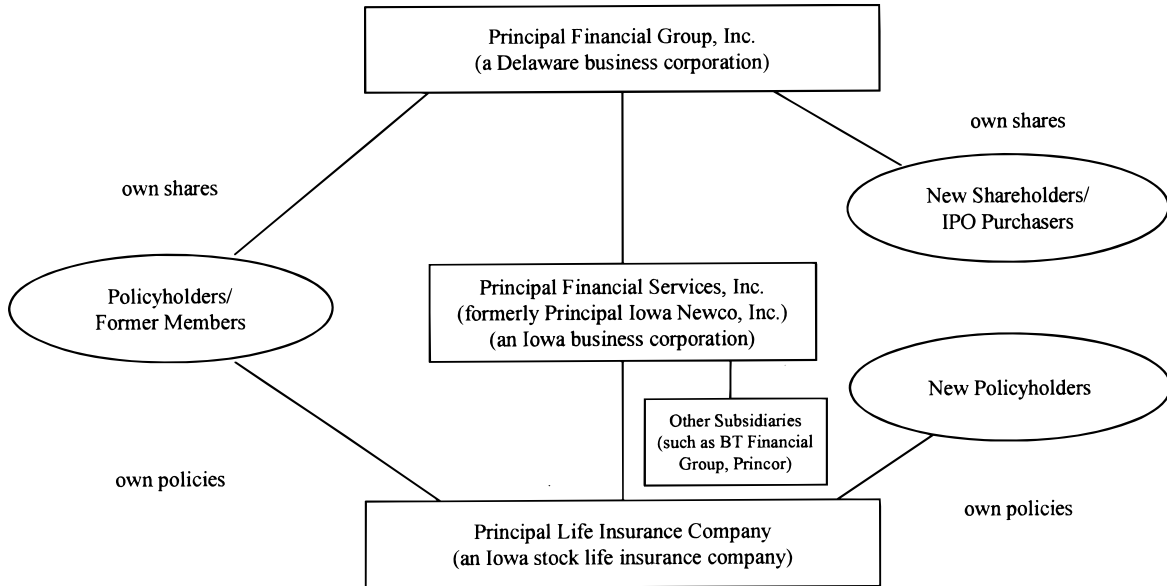 Principal Financial Group, Inc.
(a Delaware business corporation)
own shares
own shares
New Shareholders/
IPO Purchasers
Policyholders/
Former Members
Principal Financial Services, Inc.
(formerly Principal Iowa Newco, Inc.)
(an Iowa business corporation)
New Policyholders
Other Subsidiaries
(such as BT Financial
Group, Princor)
own policies
own policies
Principal Life Insurance Company
(an Iowa stock life insurance company)